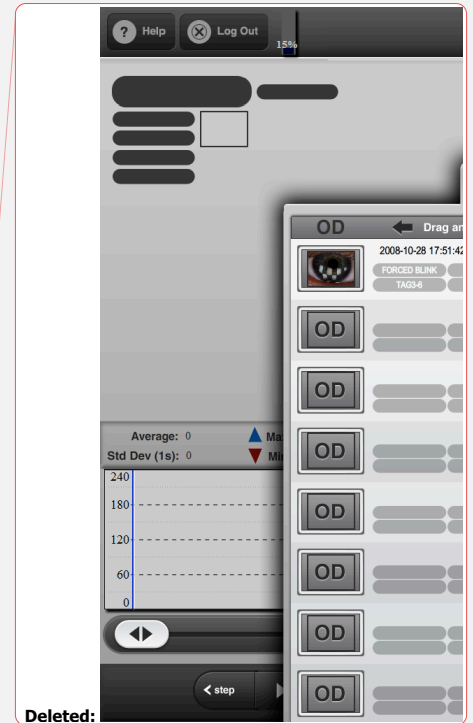 ? Help Log Out
15%
OD Drag an
2008-10-28 17:51:42
FORCED BLINK
TAG3-6
OD
OD
OD
OD
OD
OD
OD
Average: 0 Ma
Std Dev (1s): 0 Mi
240
180
120
60
0
< step
Deleted: